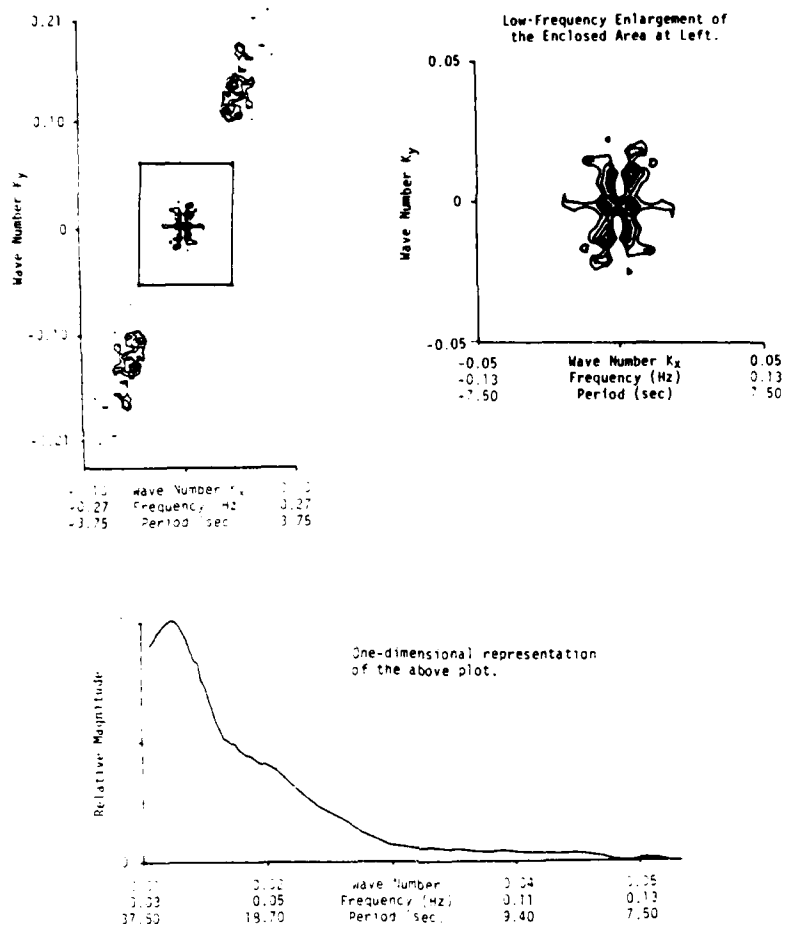 0.21
0.10
0
Wave Number Ky
Wave Number Kx
-0.27 Frequency, Hz 0.27
-3.75 Period sec 3.75
Low-Frequency Enlargement of
the Enclosed Area at Left.
0.05
0
-0.05
Wave Number Ky
-0.05 Wave Number Kx 0.05
-0.13 Frequency (Hz) 0.13
-7.50 Period (sec) 7.50
One-dimensional representation
of the above plot.
Relative Magnitude
0
0.02 Wave Number 0.04
0.03 0.05 Frequency (Hz) 0.11 0.13
37.50 18.70 Period sec. 9.40 7.50